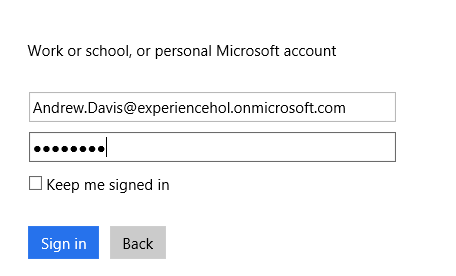 Work or school, or personal Microsoft account
Andrew.Davis@experiencehol.onmicrosoft.com
●●●●●●●●
Keep me signed in
Sign in
Back